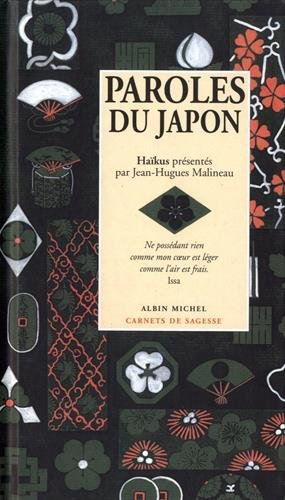 PAROLES
DU JAPON
Haïkus présentés
par Jean-Hugues Malineau
Ne possédant rien
comme mon cœur est léger
comme l'air est frais.
Issa
ALBIN MICHEL
CARNETS DE SAGESSE